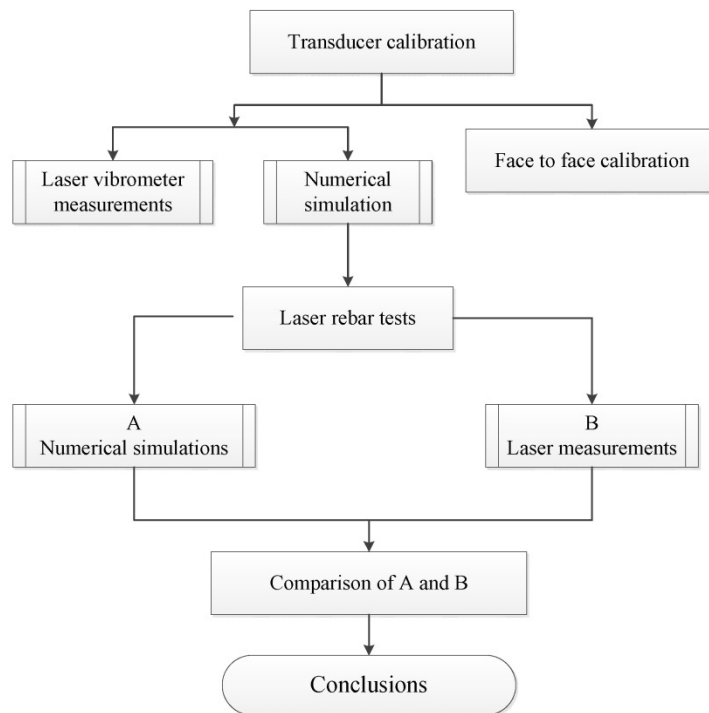 Transducer calibration
Laser vibrometer
measurements
Numerical
simulation
Face to face calibration
Laser rebar tests
A
Numerical simulations
B
Laser measurements
Comparison of A and B
Conclusions